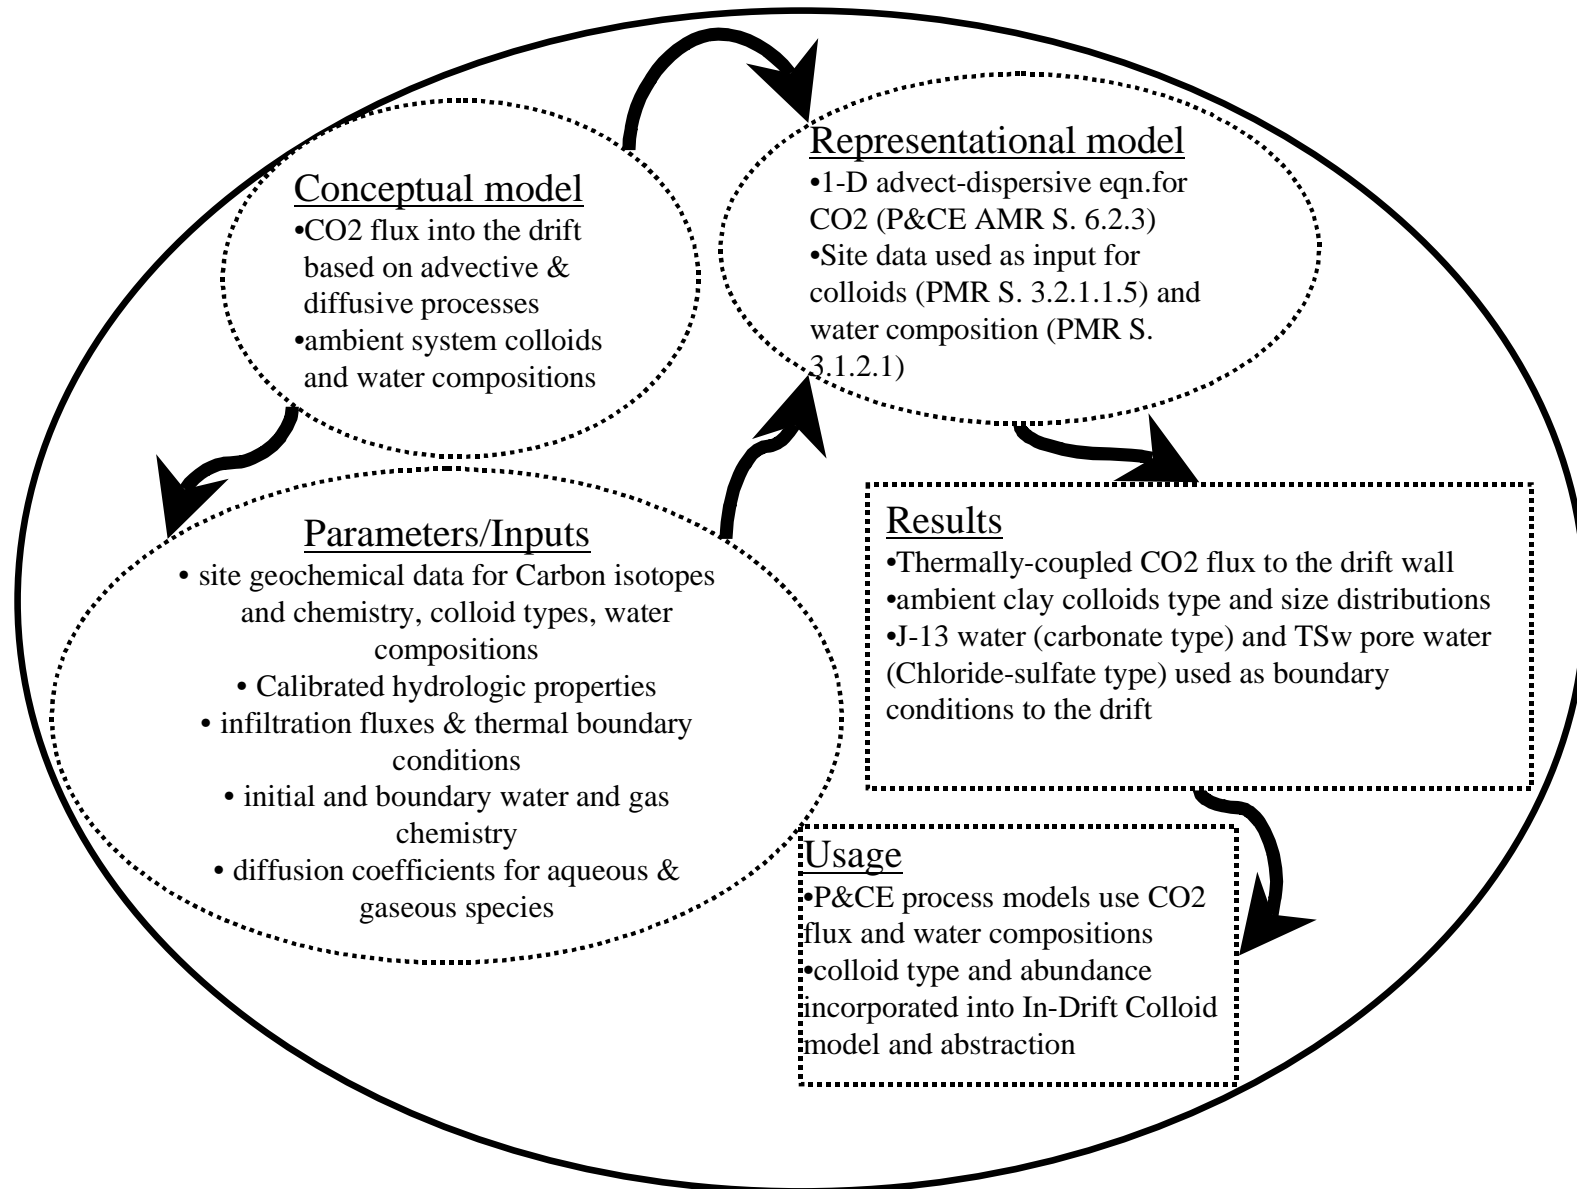 Conceptual model
•CO2 flux into the drift
based on advective &
diffusive processes
•ambient system colloids
and water compositions
Representational model
•1-D advect-dispersive eqn.for
CO2 (P&CE AMR S. 6.2.3)
•Site data used as input for
colloids (PMR S. 3.2.1.1.5) and
water composition (PMR S.
3.1.2.1)
Parameters/Inputs
• site geochemical data for Carbon isotopes
and chemistry, colloid types, water
compositions
• Calibrated hydrologic properties
• infiltration fluxes & thermal boundary
conditions
• initial and boundary water and gas
chemistry
• diffusion coefficients for aqueous &
gaseous species
Results
•Thermally-coupled CO2 flux to the drift wall
•ambient clay colloids type and size distributions
•J-13 water (carbonate type) and TSw pore water
(Chloride-sulfate type) used as boundary
conditions to the drift
Usage
•P&CE process models use CO2
flux and water compositions
•colloid type and abundance
incorporated into In-Drift Colloid
model and abstraction